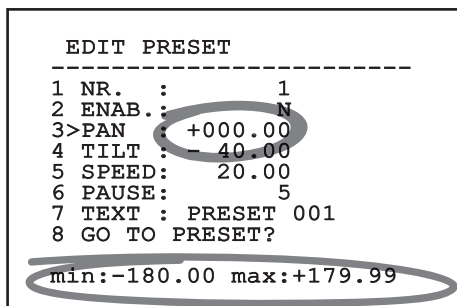 EDIT PRESET
-------------------------
1 NR. : 1
2 ENAB.: N
3>PAN : +000.00
4 TILT : - 40.00
5 SPEED: 20.00
6 PAUSE: 5
7 TEXT : PRESET 001
8 GO TO PRESET?
min:-180.00 max:+179.99